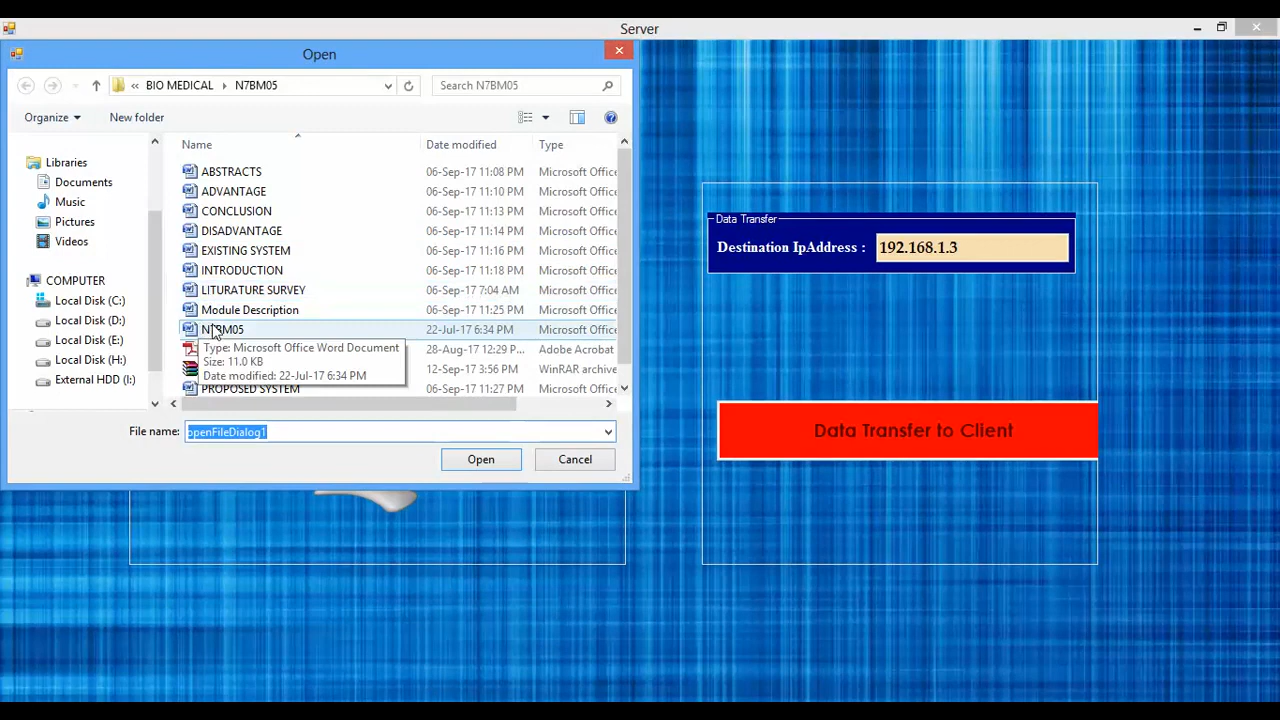 Server
Open
« BIO MEDICAL N7BM05
Search N7BM05
Organize New folder
Name Date modified Type
Libraries
Documents
Music
Pictures
Videos
COMPUTER
Local Disk (C:)
Local Disk (D:)
Local Disk (E:)
Local Disk (H:)
External HDD (I:)
ABSTRACTS 06-Sep-17 11:08 PM Microsoft Office
ADVANTAGE 06-Sep-17 11:10 PM Microsoft Office
CONCLUSION 06-Sep-17 11:13 PM Microsoft Office
DISADVANTAGE 06-Sep-17 11:14 PM Microsoft Office
EXISTING SYSTEM 06-Sep-17 11:16 PM Microsoft Office
INTRODUCTION 06-Sep-17 11:18 PM Microsoft Office
LITURATURE SURVEY 06-Sep-17 7:04 AM Microsoft Office
Module Description 06-Sep-17 11:25 PM Microsoft Office
N7BM05 22-Jul-17 6:34 PM Microsoft Office
28-Aug-17 12:29 P... Adobe Acrobat
12-Sep-17 3:56 PM WinRAR archive
PROPOSED SYSTEM 06-Sep-17 11:27 PM Microsoft Office
Type: Microsoft Office Word Document
Size: 11.0 KB
Date modified: 22-Jul-17 6:34 PM
File name: openFileDialog1
Open Cancel
Data Transfer
Destination IpAddress : 192.168.1.3
Data Transfer to Client